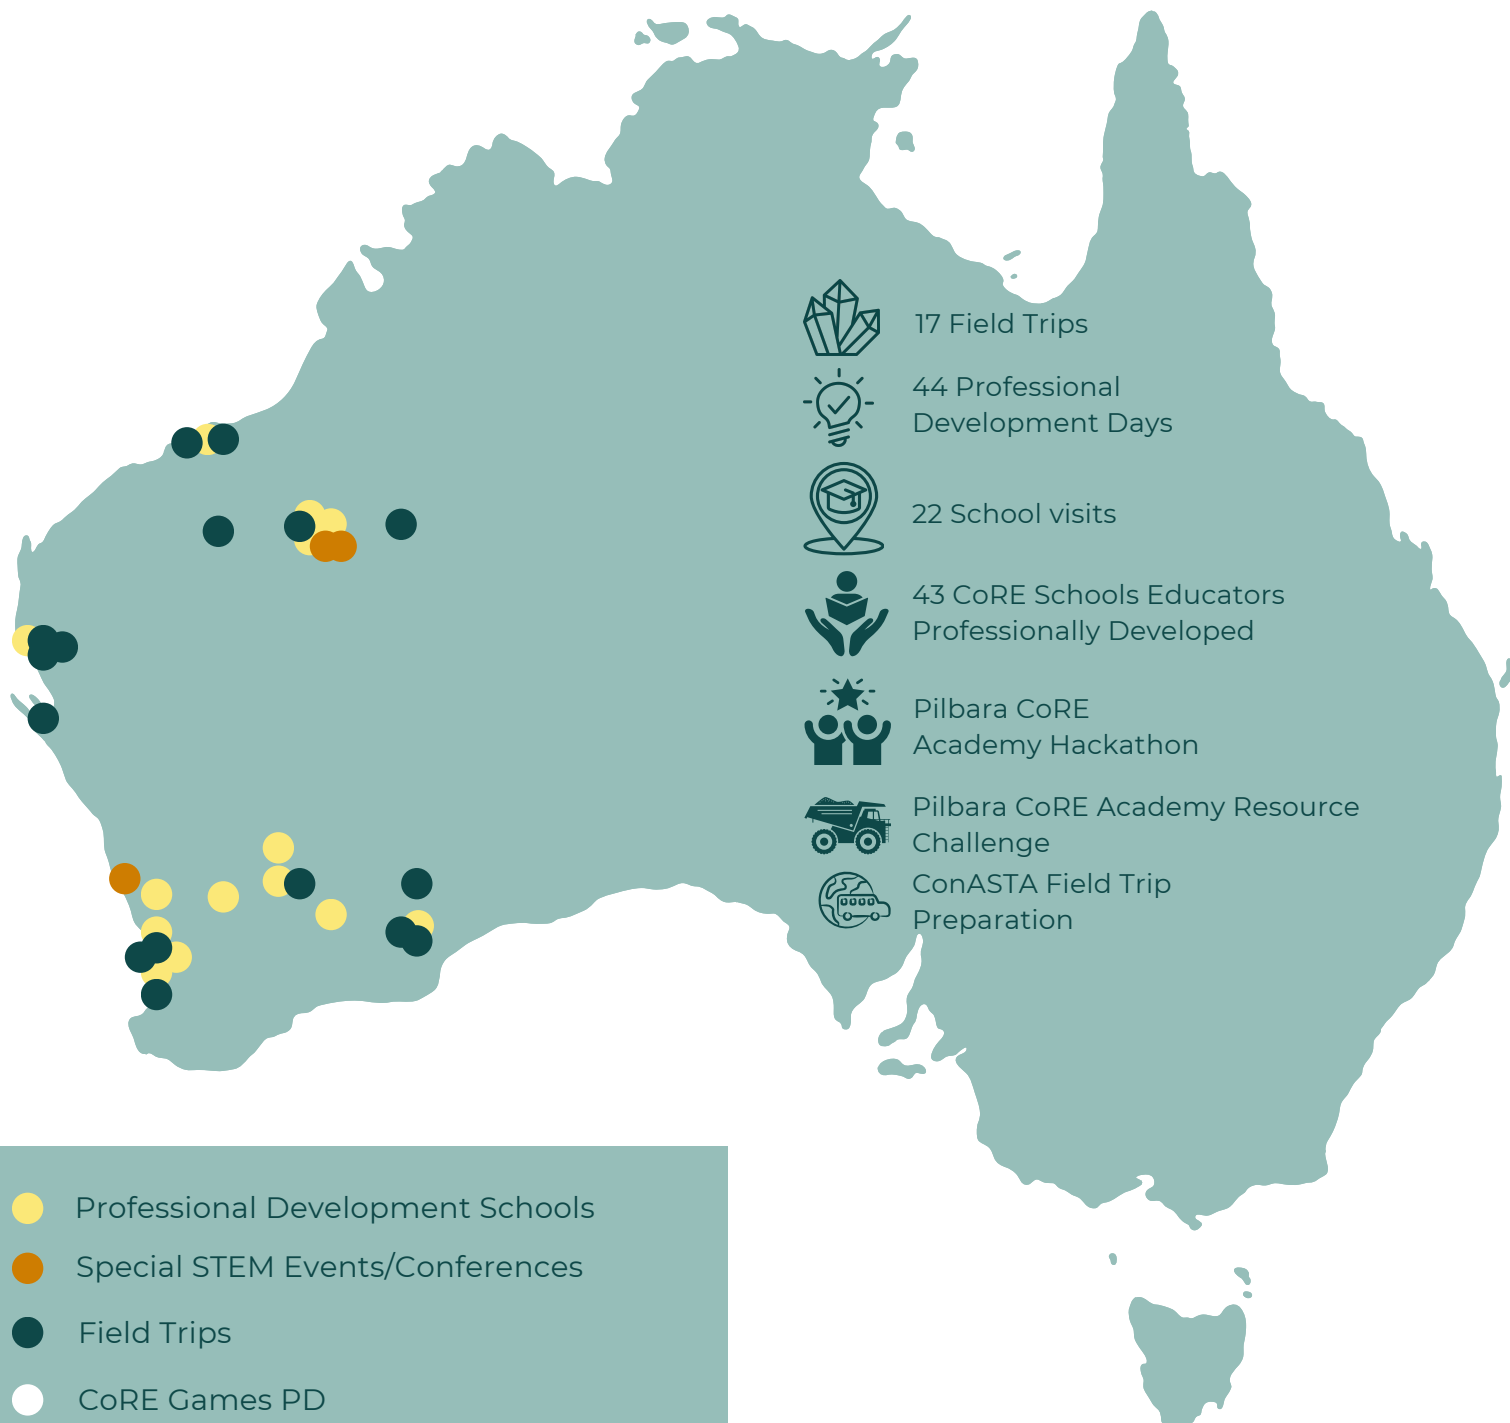 17 Field Trips
44 Professional
Development Days
22 School visits
43 CoRE Schools Educators
Professionally Developed
Pilbara CoRE
Academy Hackathon
Pilbara CoRE Academy Resource
Challenge
ConASTA Field Trip
Preparation
Professional Development Schools
Special STEM Events/Conferences
Field Trips
CoRE Games PD